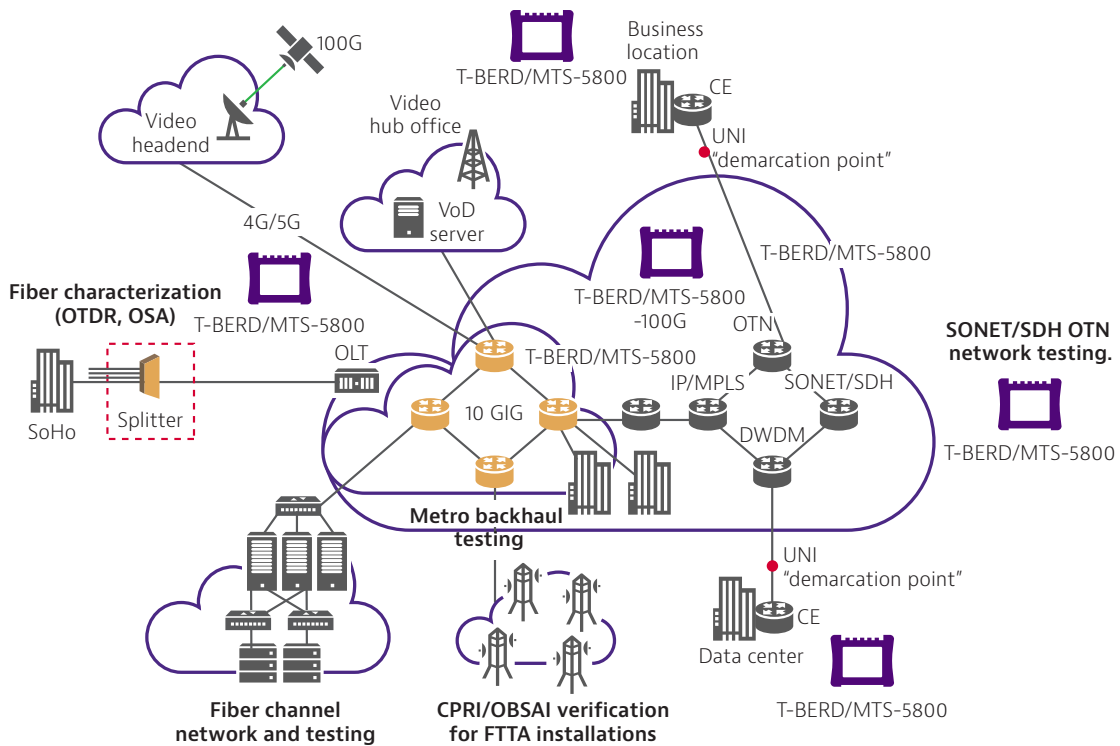 100G
Video
headend
Video
hub office
VoD
server
4G/5G
T-BERD/MTS-5800
Business
location
CE
UNI
“demarcation point”
T-BERD/MTS-5800
T-BERD/MTS-5800
-100G
T-BERD/MTS-5800
Fiber characterization
(OTDR, OSA)
SoHo
Splitter
OLT
T-BERD/MTS-5800
10 GIG
OTN
IP/MPLS
SONET/SDH
DWDM
SONET/SDH OTN
network testing.
T-BERD/MTS-5800
Metro backhaul
testing
UNI
“demarcation point”
CE
Data center
T-BERD/MTS-5800
Fiber channel
network and testing
CPRI/OBSAI verification
for FTTA installations